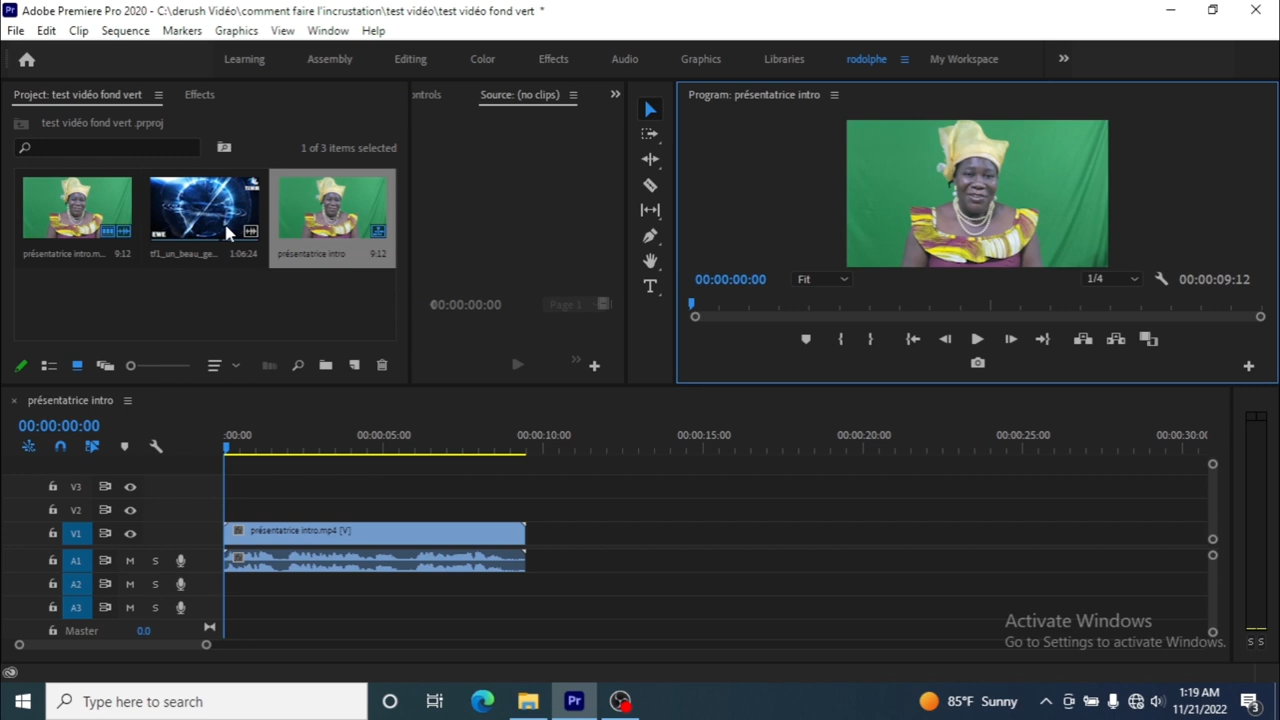 Adobe Premiere Pro 2020 - C:\derush Vidéo\comment faire l'incrustation\test vidéo\test vidéo fond vert *
File Edit Clip Sequence Markers Graphics View Window Help
Learning Assembly Editing Color Effects Audio Graphics Libraries rodolphe My Workspace
Project: test vidéo fond vert Effects
ontrols Source: (no clips)
Program: présentatrice intro
test vidéo fond vert .prproj
1 of 3 items selected
EWE
présentatrice intro.m... 9:12 tf1_un_beau_ge... 1:06:24 présentatrice intro 9:12
00:00:00:00 Fit 1/4 00:00:09:12
00:00:00:00 Page 1
présentatrice intro
00:00:00:00
:00:00 00:00:05:00 00:00:10:00 00:00:15:00 00:00:20:00 00:00:25:00 00:00:30:00
V3
V2
V1 présentatrice intro.mp4 [V]
A1 M S
A2 M S
A3 M S
Master 0.0
S S
Activate Windows
Go to Settings to activate Windows.
Type here to search
85°F Sunny
1:19 AM
11/21/2022
3